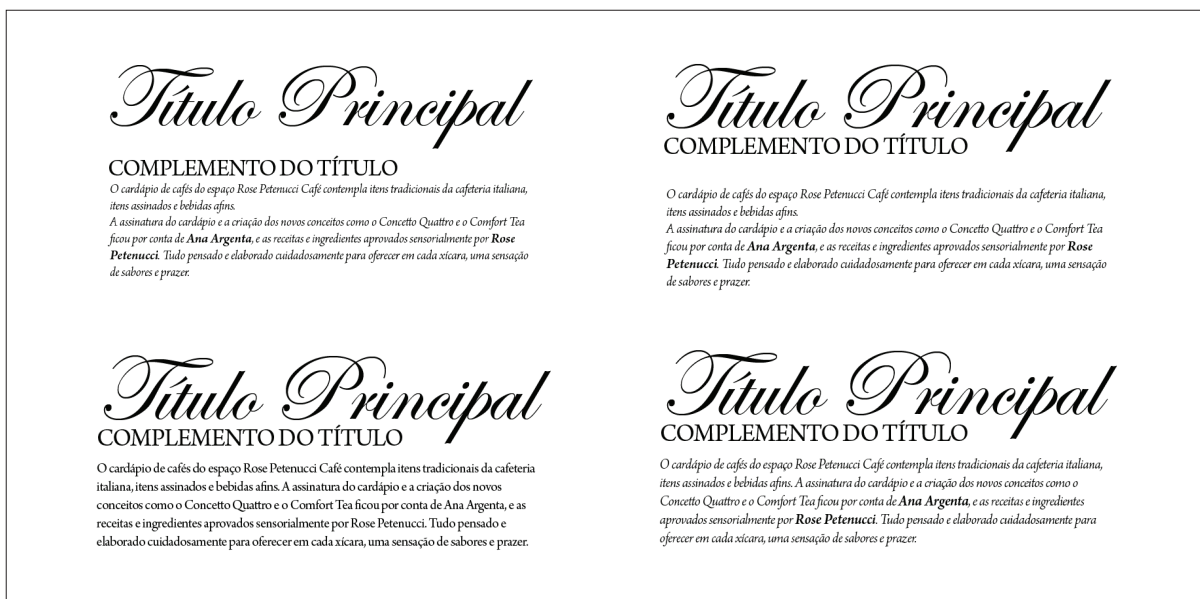 Título Principal
COMPLEMENTO DO TÍTULO
O cardápio de cafés do espaço Rose Petenucci Café contempla itens tradicionais da cafeteria italiana,
itens assinados e bebidas afins.
A assinatura do cardápio e a criação dos novos conceitos como o Concetto Quattro e o Comfort Tea
ficou por conta de Ana Argenta, e as receitas e ingredientes aprovados sensorialmente por Rose
Petenucci. Tudo pensado e elaborado cuidadosamente para oferecer em cada xícara, uma sensação
de sabores e prazer.
Título Principal
COMPLEMENTO DO TÍTULO
O cardápio de cafés do espaço Rose Petenucci Café contempla itens tradicionais da cafeteria italiana,
itens assinados e bebidas afins.
A assinatura do cardápio e a criação dos novos conceitos como o Concetto Quattro e o Comfort Tea
ficou por conta de Ana Argenta, e as receitas e ingredientes aprovados sensorialmente por Rose
Petenucci. Tudo pensado e elaborado cuidadosamente para oferecer em cada xícara, uma sensação
de sabores e prazer.
Título Principal
COMPLEMENTO DO TÍTULO
O cardápio de cafés do espaço Rose Petenucci Café contempla itens tradicionais da cafeteria
italiana, itens assinados e bebidas afins. A assinatura do cardápio e a criação dos novos
conceitos como o Concetto Quattro e o Comfort Tea ficou por conta de Ana Argenta, e as
receitas e ingredientes aprovados sensorialmente por Rose Petenucci. Tudo pensado e
elaborado cuidadosamente para oferecer em cada xícara, uma sensação de sabores e prazer.
Título Principal
COMPLEMENTO DO TÍTULO
O cardápio de cafés do espaço Rose Petenucci Café contempla itens tradicionais da cafeteria italiana,
itens assinados e bebidas afins. A assinatura do cardápio e a criação dos novos conceitos como o
Concetto Quattro e o Comfort Tea ficou por conta de Ana Argenta, e as receitas e ingredientes
aprovados sensorialmente por Rose Petenucci. Tudo pensado e elaborado cuidadosamente para
oferecer em cada xícara, uma sensação de sabores e prazer.